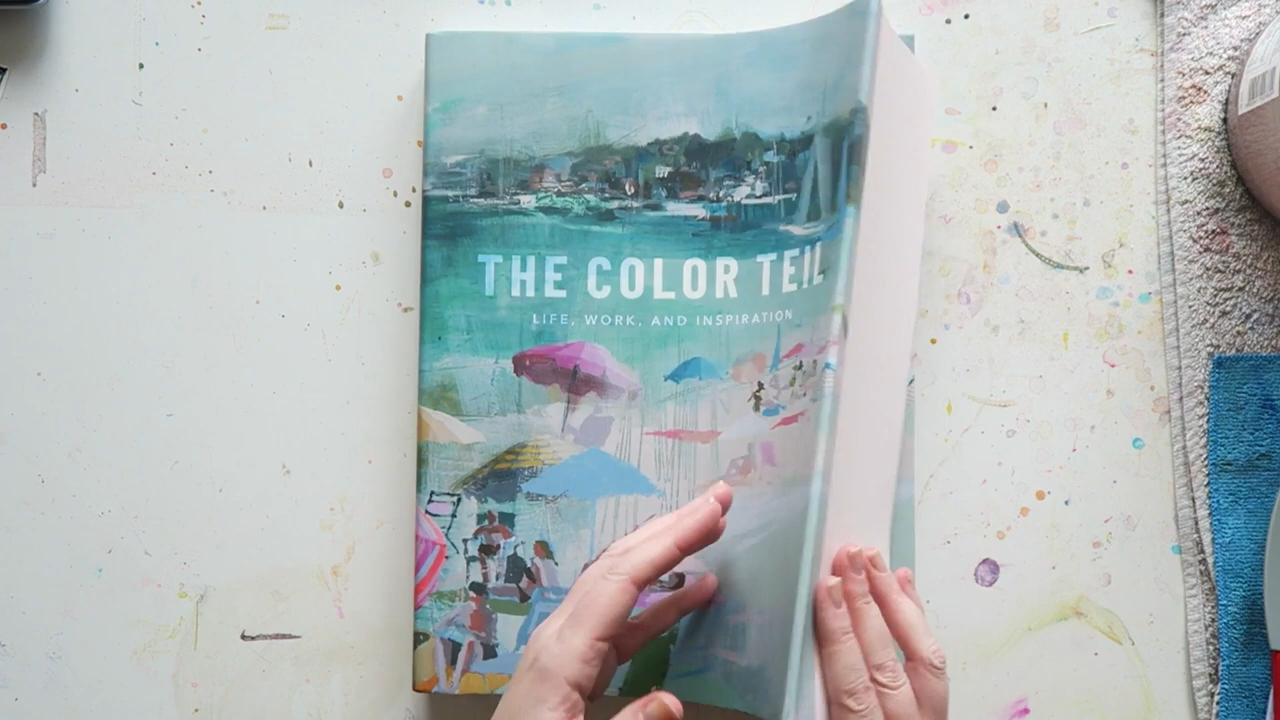 THE COLOR TEIL
LIFE, WORK, AND INSPIRATION